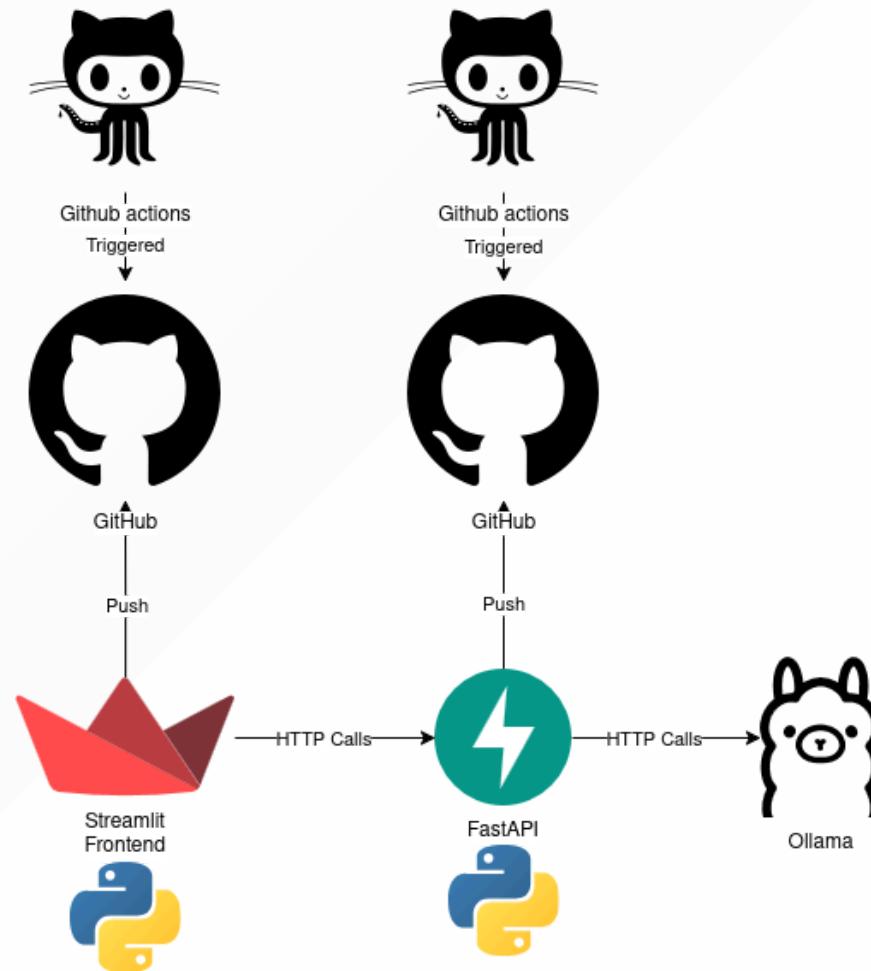 Github actions
Github actions
Triggered
Triggered
GitHub
GitHub
Push
Push
HTTP Calls
HTTP Calls
Streamlit
Frontend
FastAPI
Ollama